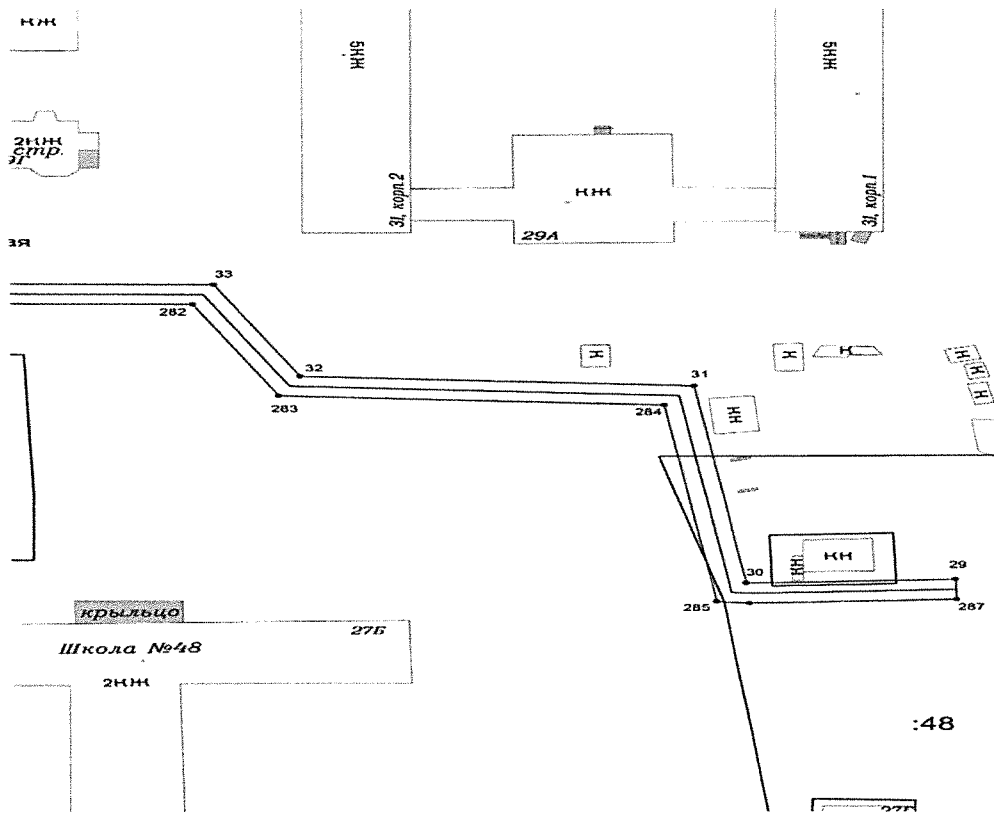 КЖ
5КЖ
5КЖ
2КЖ
стр.
31, корп.2
КЖ
31, корп.1
29А
33
282
32
283
31
284
К
К
К
К
К
К
КН
30
29
КН
КН
285
287
крыльцо
27Б
Школа №48
2КЖ
:48